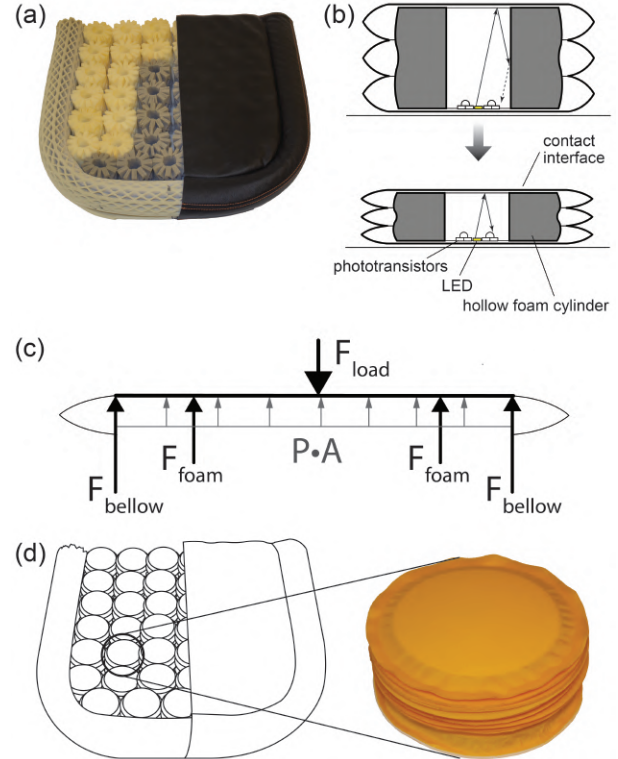 (a)
(b)
contact
interface
phototransistors
LED
hollow foam cylinder
(c)
F load
P•A
F foam
F foam
F bellow
F bellow
(d)